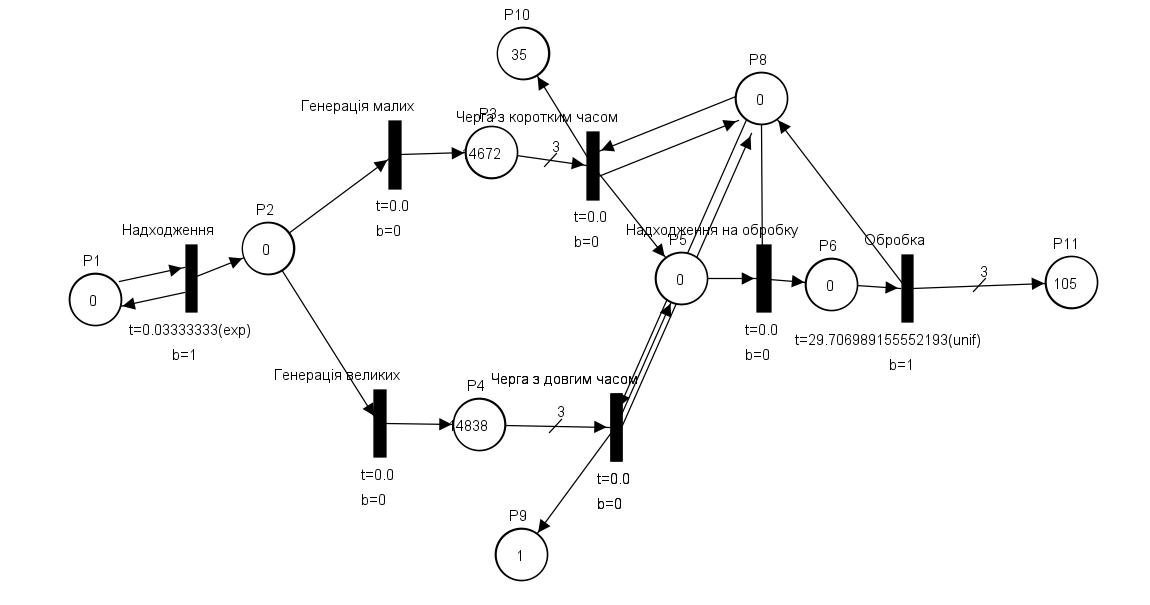 P10
35
P8
0
Генерація малих
P3
Черга з коротким часом
14672
3
t=0.0
b=0
t=0.0
b=0
P2
0
Надходження
P1
0
t=0.03333333(exp)
b=1
P5
0
Надходження на обробку
t=0.0
b=0
P6
0
Обробка
t=29.706989155552193(unif)
b=1
3
P11
105
Генерація великих
t=0.0
b=0
P4
14838
3
Черга з довгим часом
t=0.0
b=0
P9
1